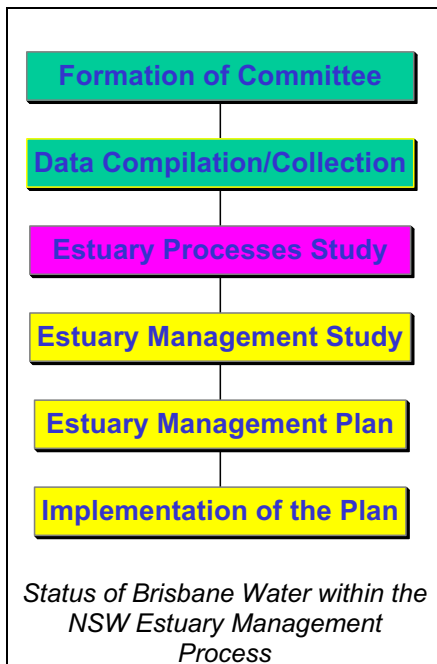 Formation of Committee
Data Compilation/Collection
Estuary Processes Study
Estuary Management Study
Estuary Management Plan
Implementation of the Plan
Status of Brisbane Water within the
NSW Estuary Management
Process